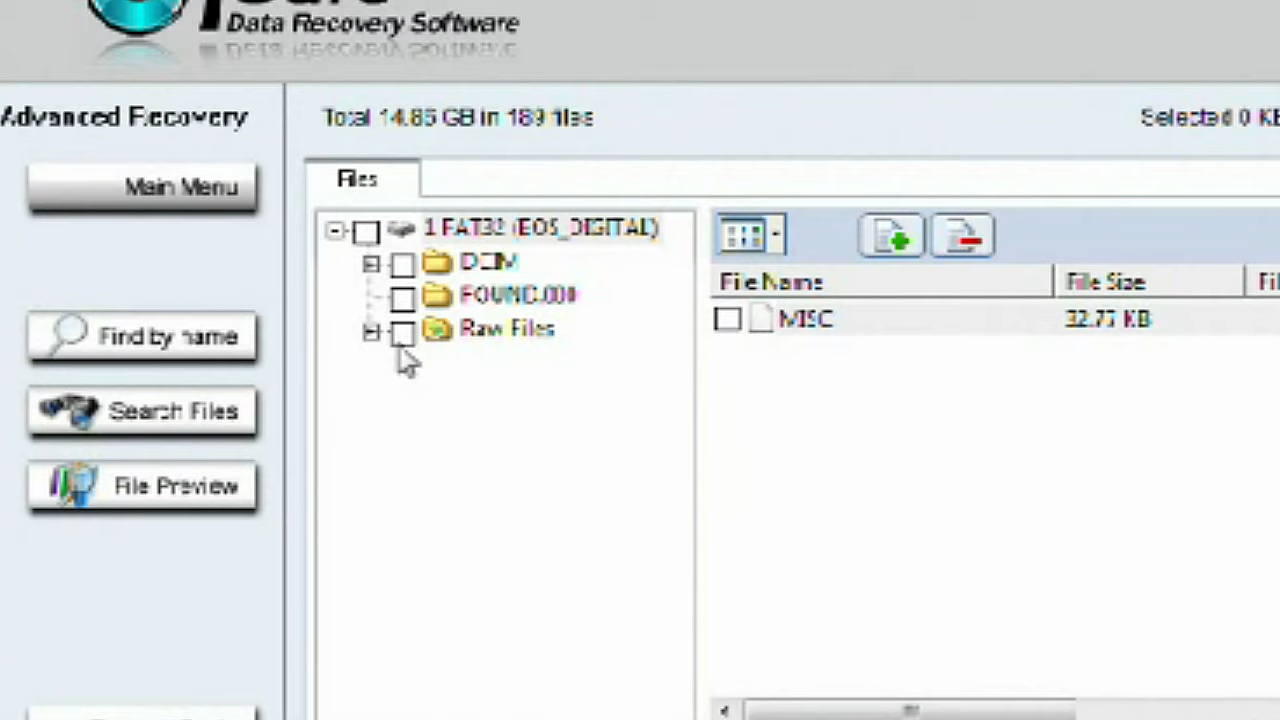 Data Recovery Software
Advanced Recovery
Total 14.86 GB in 189 files
Selected 0 KB
Main Menu
Files
1 FAT32 (EOS_DIGITAL)
DCIM
FOUND.000
Raw Files
File Name
File Size
MISC
32.77 KB
Find by name
Search Files
File Preview